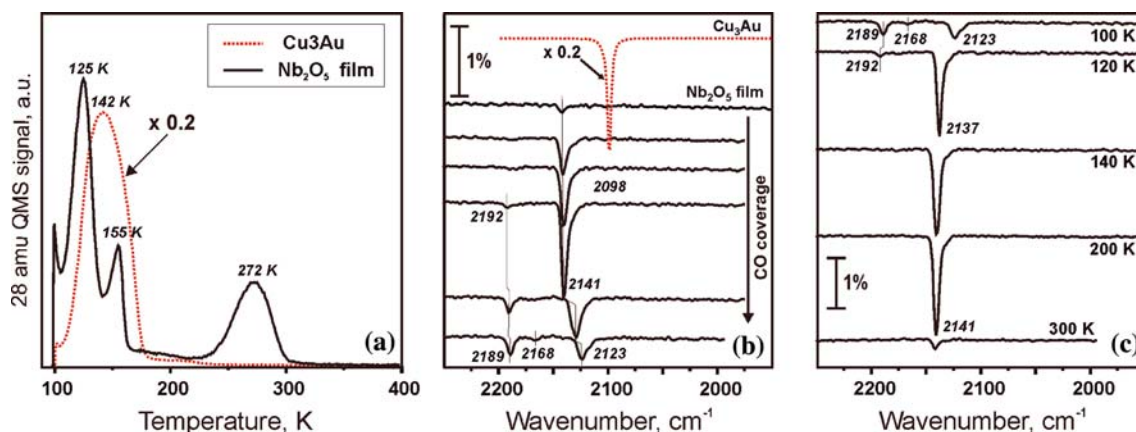 28 amu QMS signal, a.u.
Cu3Au
Nb₂O₅ film
125 K
142 K
x 0.2
155 K
272 K
(a)
100
200
300
400
Temperature, K
1%
Cu3Au
x 0.2
Nb₂O₅ film
2098
2192
2141
CO coverage
2189
2168
2123
(b)
2200
2100
2000
Wavenumber, cm⁻¹
2189
2168
2123
100 K
2192
120 K
2137
140 K
200 K
1%
2141
300 K
(c)
2200
2100
2000
Wavenumber, cm⁻¹